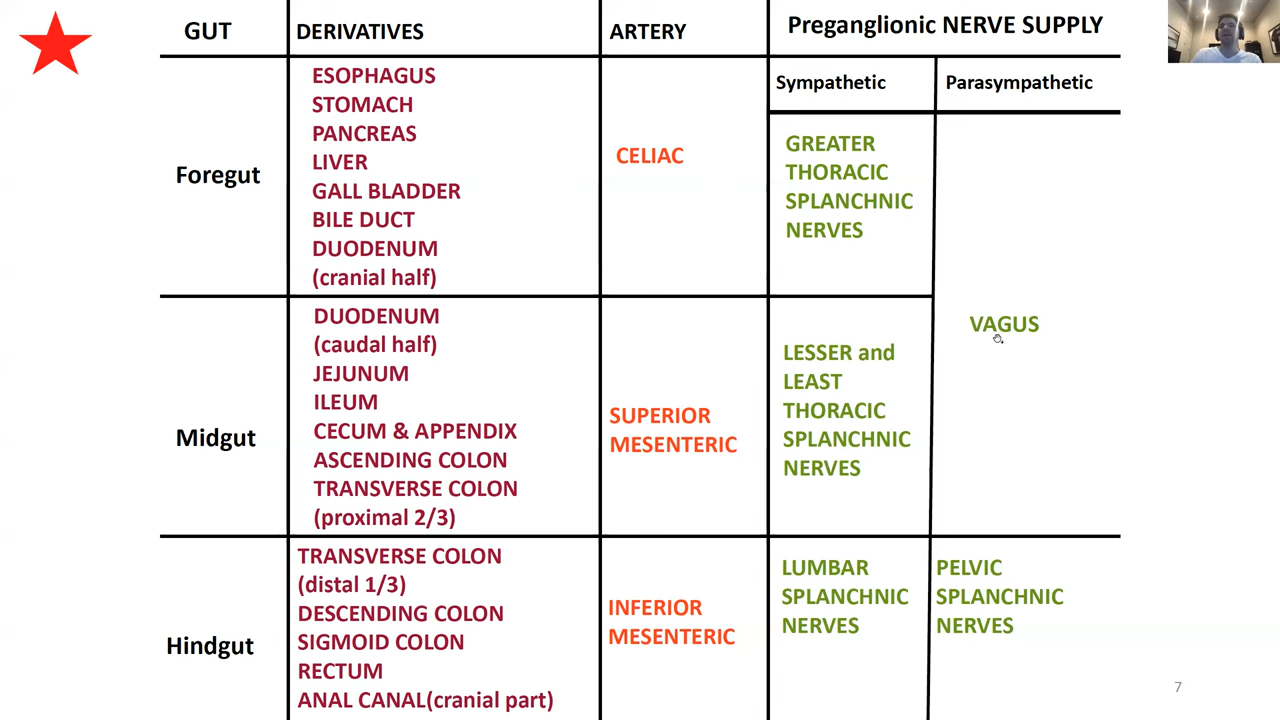 GUT
DERIVATIVES
ARTERY
Preganglionic NERVE SUPPLY
Sympathetic
Parasympathetic
Foregut
ESOPHAGUS
STOMACH
PANCREAS
LIVER
GALL BLADDER
BILE DUCT
DUODENUM
(cranial half)
CELIAC
GREATER
THORACIC
SPLANCHNIC
NERVES
VAGUS
Midgut
DUODENUM
(caudal half)
JEJUNUM
ILEUM
CECUM & APPENDIX
ASCENDING COLON
TRANSVERSE COLON
(proximal 2/3)
SUPERIOR
MESENTERIC
LESSER and
LEAST
THORACIC
SPLANCHNIC
NERVES
Hindgut
TRANSVERSE COLON
(distal 1/3)
DESCENDING COLON
SIGMOID COLON
RECTUM
ANAL CANAL(cranial part)
INFERIOR
MESENTERIC
LUMBAR
SPLANCHNIC
NERVES
PELVIC
SPLANCHNIC
NERVES
7